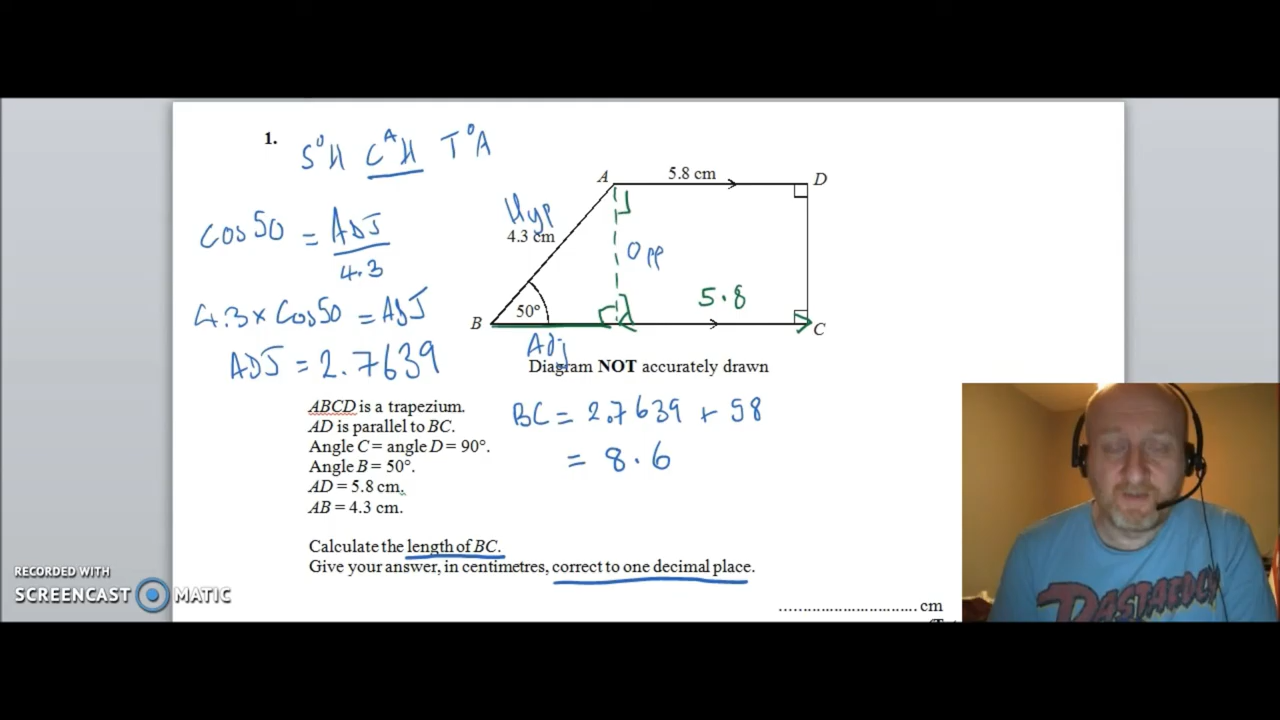 1.
SOH CAH TOA
cos 50 = ADJ
4.3
4.3 × cos 50 = ADJ
ADJ = 2.7639
A
5.8 cm
D
Hyp
4.3 cm
Opp
50°
5.8
B
C
Adj
Diagram NOT accurately drawn
ABCD is a trapezium.
AD is parallel to BC.
Angle C = angle D = 90°.
Angle B = 50°.
AD = 5.8 cm.
AB = 4.3 cm.
BC = 2.7639 + 58
= 8.6
Calculate the length of BC.
Give your answer, in centimetres, correct to one decimal place.
................................ cm
RECORDED WITH
SCREENCAST MATIC